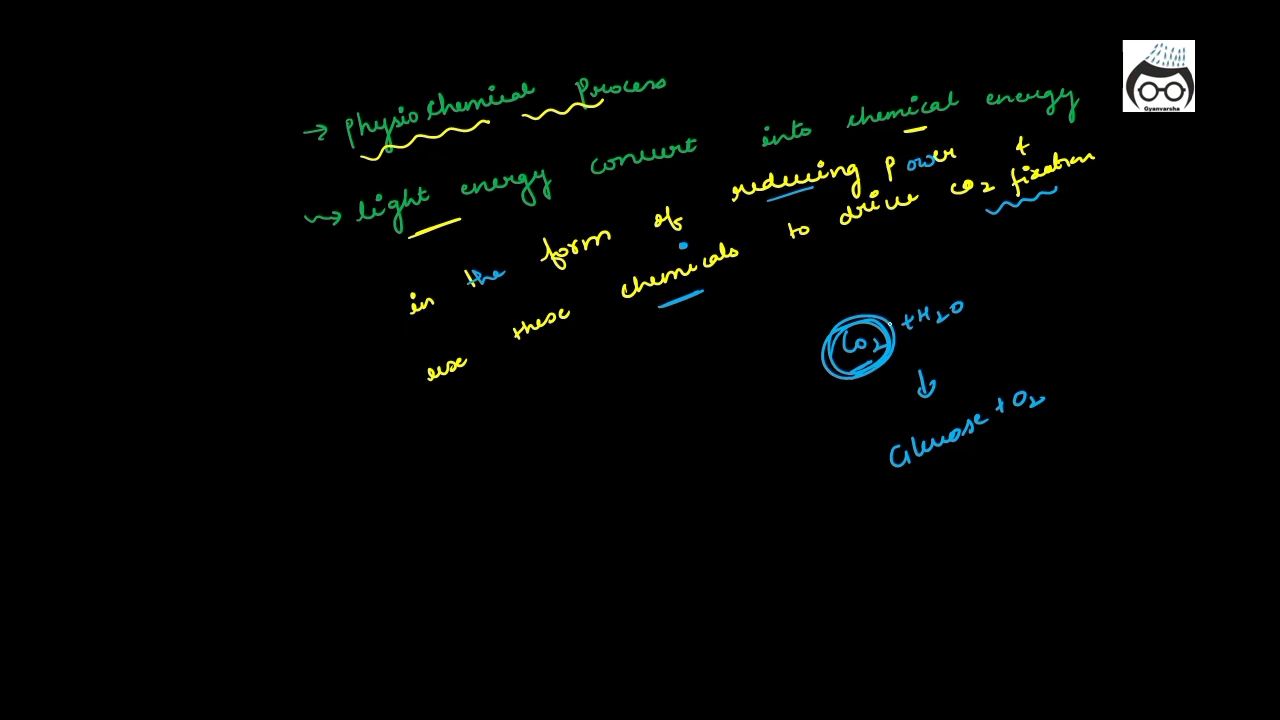 → Physiochemical Process
→ light energy convert into chemical energy
in the form of reducing power &
use these chemicals to drive CO2 fixation
CO2 + H2O
↓
Glucose + O2
Gyanvarsha